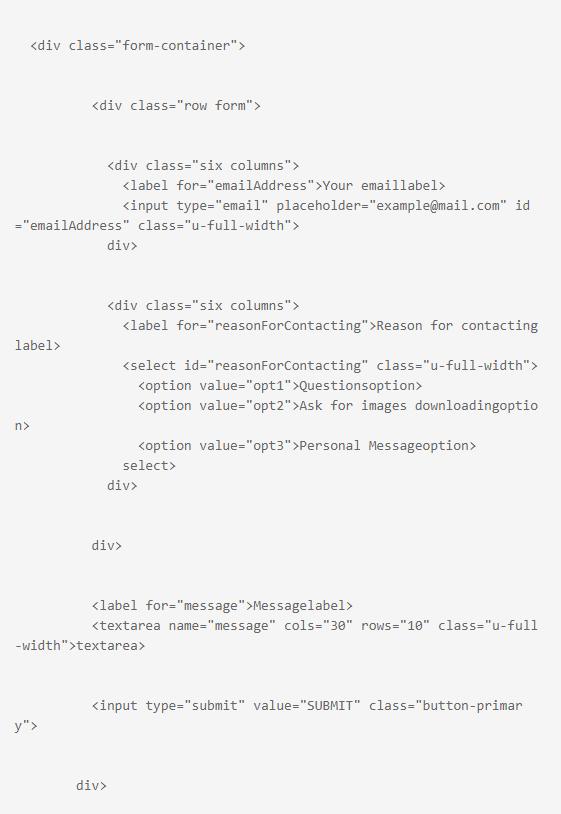 <div class="form-container">
<div class="row form">
<div class="six columns">
<label for="emailAddress">Your emaillabel>
<input type="email" placeholder="example@mail.com" id
="emailAddress" class="u-full-width">
div>
<div class="six columns">
<label for="reasonForContacting">Reason for contacting
label>
<select id="reasonForContacting" class="u-full-width">
<option value="opt1">Questionsoption>
<option value="opt2">Ask for images downloadingoptio
n>
<option value="opt3">Personal Messageoption>
select>
div>
div>
<label for="message">Messagelabel>
<textarea name="message" cols="30" rows="10" class="u-full
-width">textarea>
<input type="submit" value="SUBMIT" class="button-primar
y">
div>